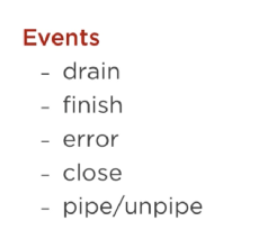 Events
- drain
- finish
- error
- close
- pipe/unpipe